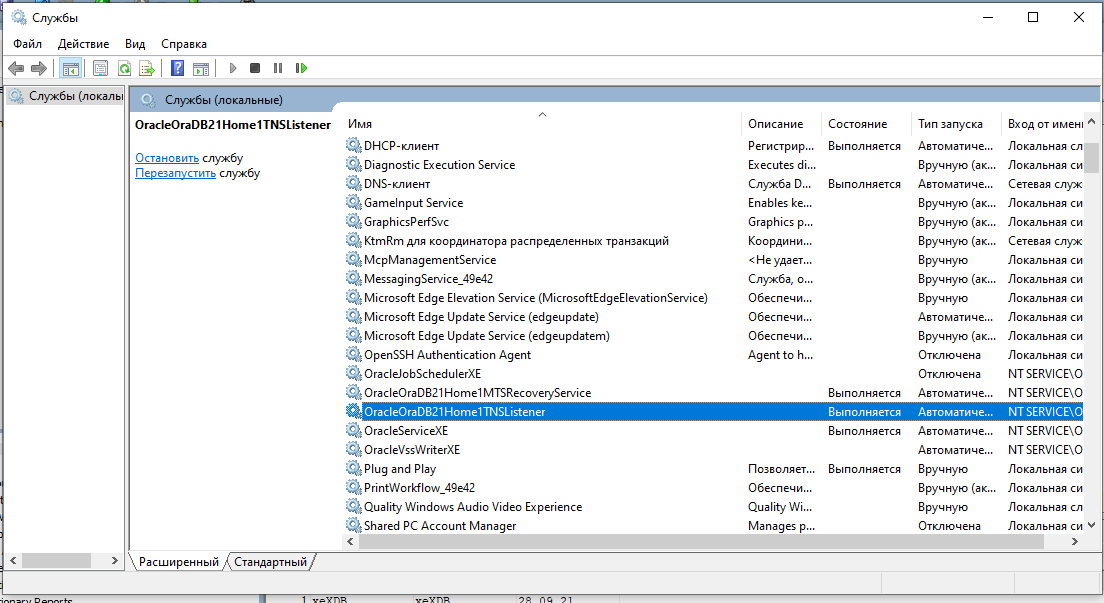 Службы
Файл Действие Вид Справка
Службы (локалы
Службы (локальные)
OracleOraDB21Home1TNSListener
Остановить службу
Перезапустить службу
Имя Описание Состояние Тип запуска Вход от имени
DHCP-клиент Регистрир... Выполняется Автоматиче... Локальная сл
Diagnostic Execution Service Executes di... Вручную (ак... Локальная си
DNS-клиент Служба D... Выполняется Автоматиче... Сетевая служ
GameInput Service Enables ke... Вручную (ак... Локальная си
GraphicsPerfSvc Graphics p... Вручную (ак... Локальная си
KtmRm для координатора распределенных транзакций Координи... Вручную (ак... Сетевая служ
McpManagementService <Не удает... Вручную Локальная си
MessagingService_49e42 Служба, о... Вручную (ак... Локальная си
Microsoft Edge Elevation Service (MicrosoftEdgeElevationService) Обеспечи... Вручную Локальная си
Microsoft Edge Update Service (edgeupdate) Обеспечи... Автоматиче... Локальная си
Microsoft Edge Update Service (edgeupdatem) Обеспечи... Вручную (ак... Локальная си
OpenSSH Authentication Agent Agent to h... Отключена Локальная си
OracleJobSchedulerXE Отключена NT SERVICE\O
OracleOraDB21Home1MTSRecoveryService Выполняется Автоматиче... NT SERVICE\O
OracleOraDB21Home1TNSListener Выполняется Автоматиче... NT SERVICE\O
OracleServiceXE Выполняется Автоматиче... NT SERVICE\O
OracleVssWriterXE Автоматиче... NT SERVICE\O
Plug and Play Позволяет... Выполняется Вручную Локальная си
PrintWorkflow_49e42 Обеспечи... Вручную (ак... Локальная си
Quality Windows Audio Video Experience Quality Wi... Вручную Локальная си
Shared PC Account Manager Manages p... Отключена Локальная си
Расширенный Стандартный